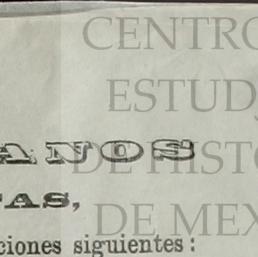 CENTRO
ESTUD
ANOS
DE HISTO
TAS,
DE MEX
ciones siguientes: